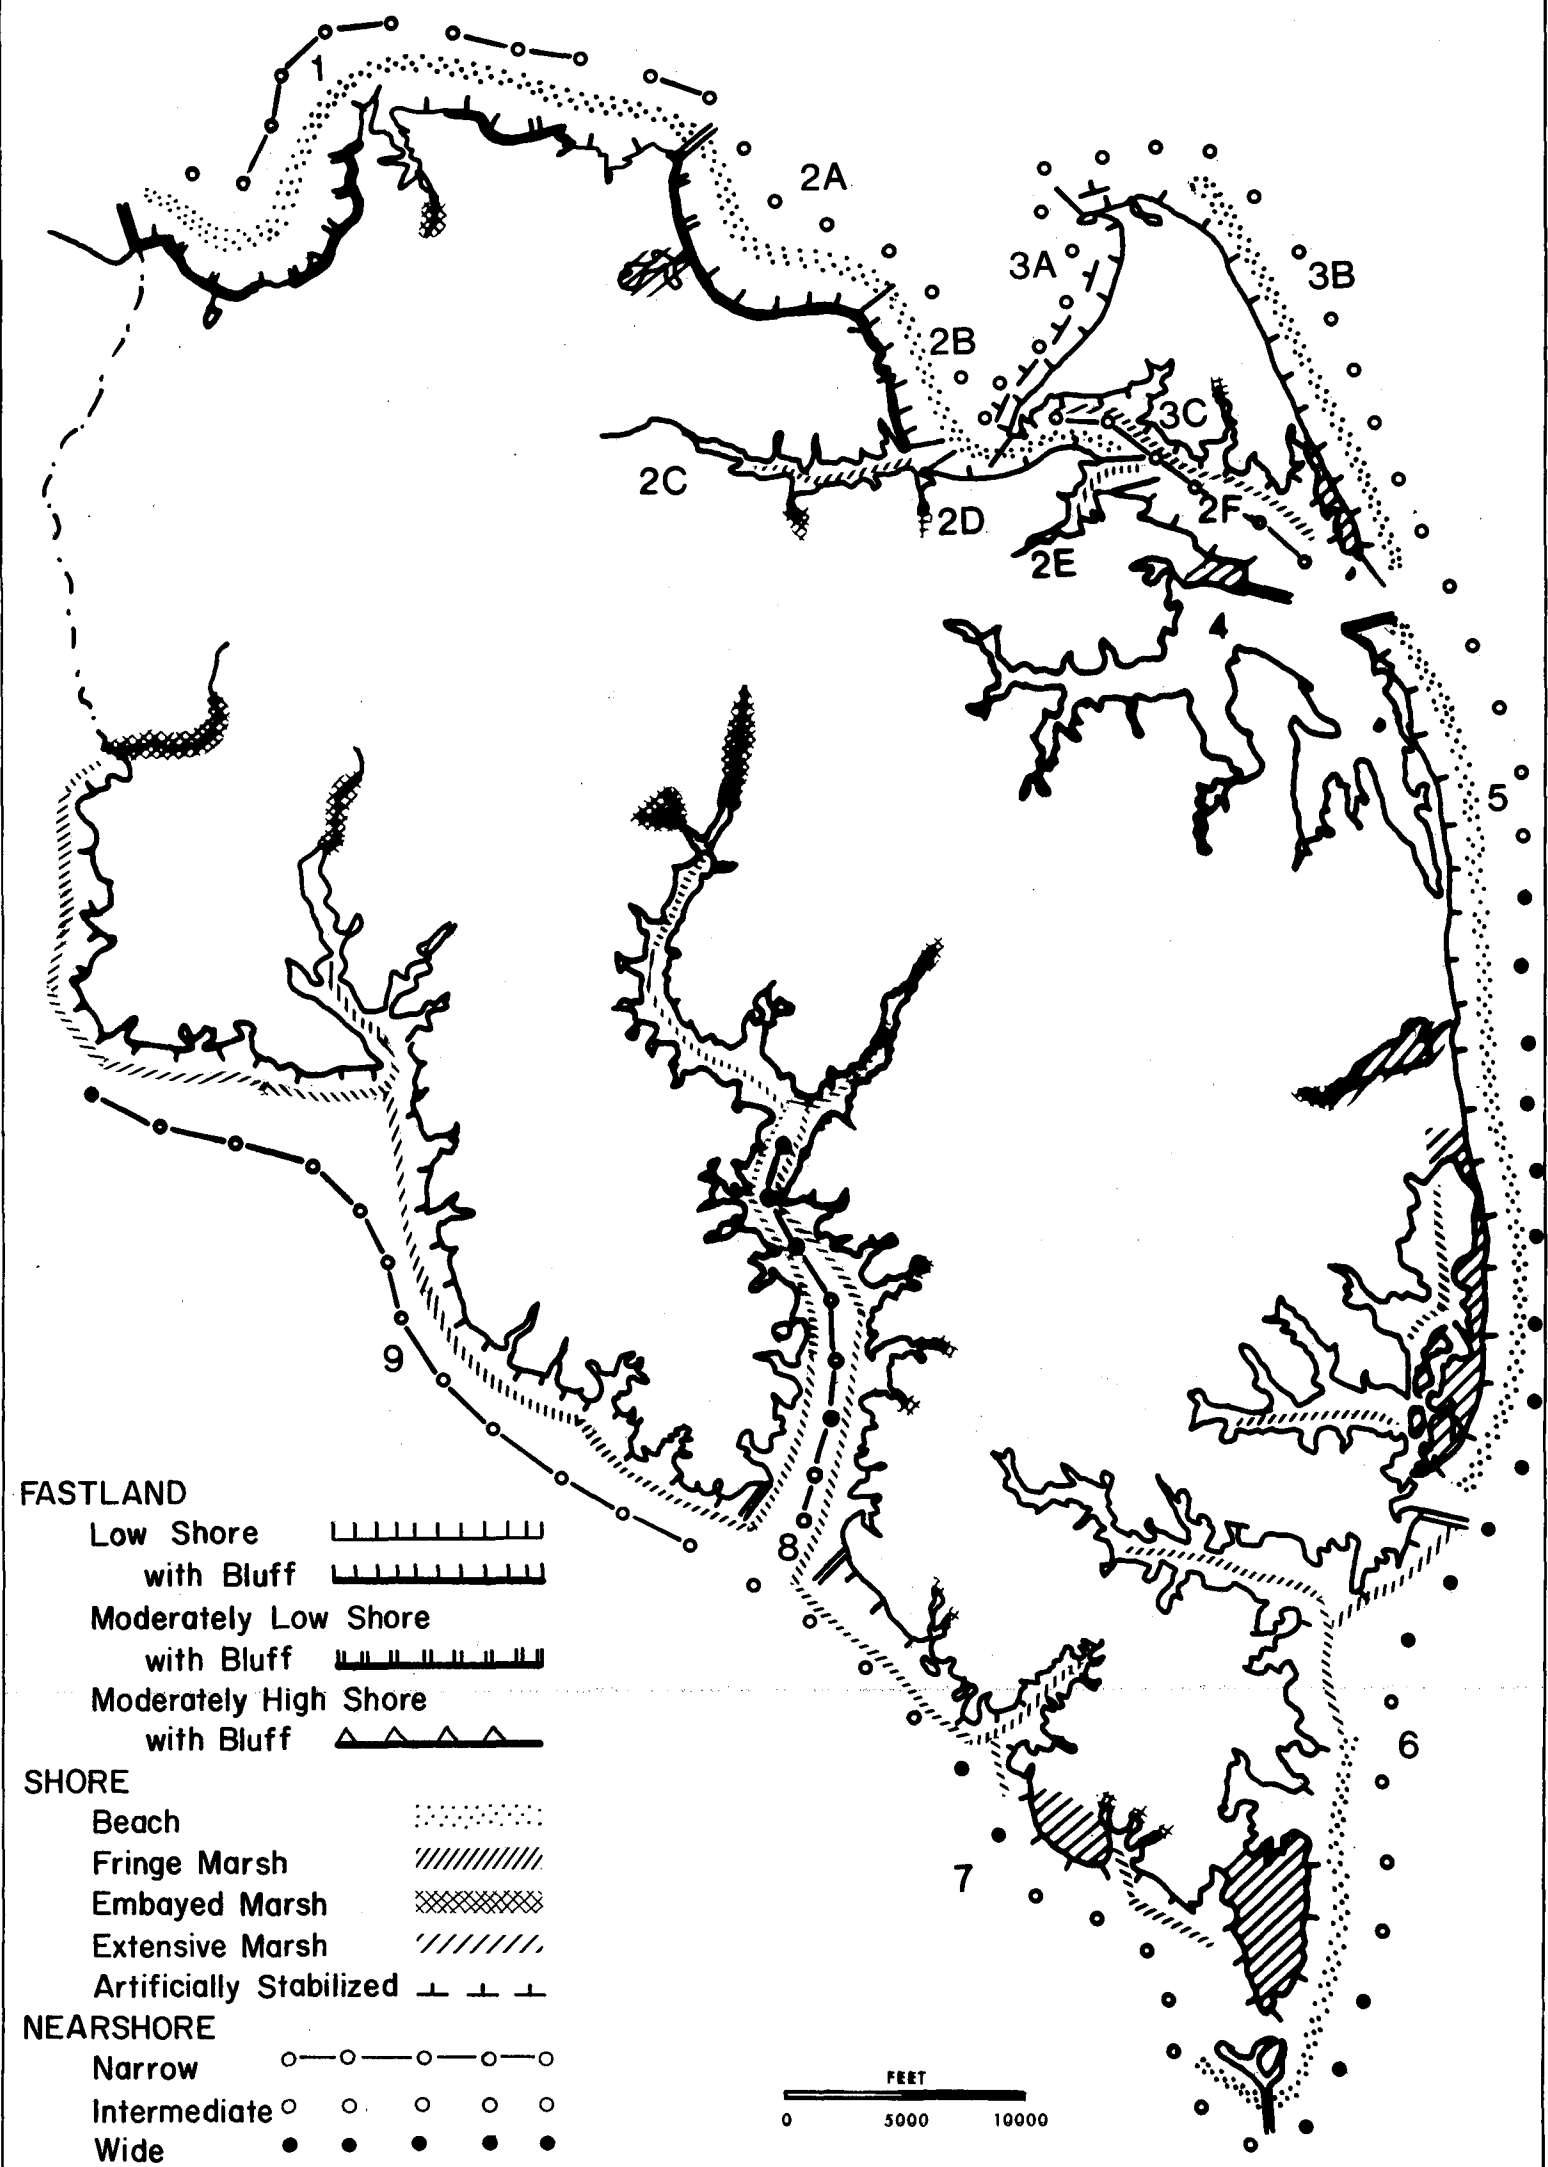 1
2A
3A
3B
2B
3C
2C
2D
2F
2E
4
5
9
8
6
7
FASTLAND
Low Shore
with Bluff
Moderately Low Shore
with Bluff
Moderately High Shore
with Bluff
SHORE
Beach
Fringe Marsh
Embayed Marsh
Extensive Marsh
Artificially Stabilized
NEARSHORE
Narrow
Intermediate
Wide
FEET
0 5000 10000